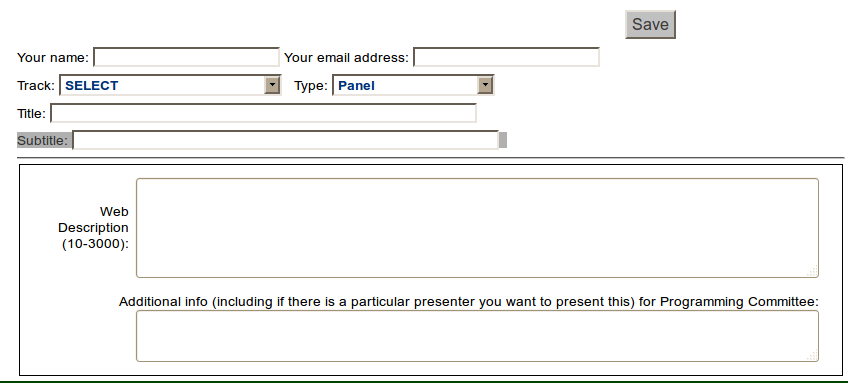 Save
Your name: Your email address:
Track: SELECT Type: Panel
Title:
Subtitle:
Web
Description
(10-3000):
Additional info (including if there is a particular presenter you want to present this) for Programming Committee: